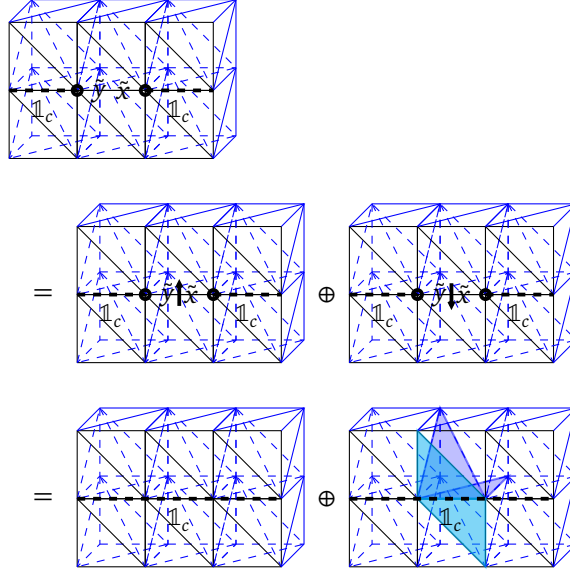 ỹ x̃
𝟙_c 𝟙_c
= ỹ x̃ ⊕ ỹ x̃
𝟙_c 𝟙_c 𝟙_c 𝟙_c
= ⊕
𝟙_c 𝟙_c